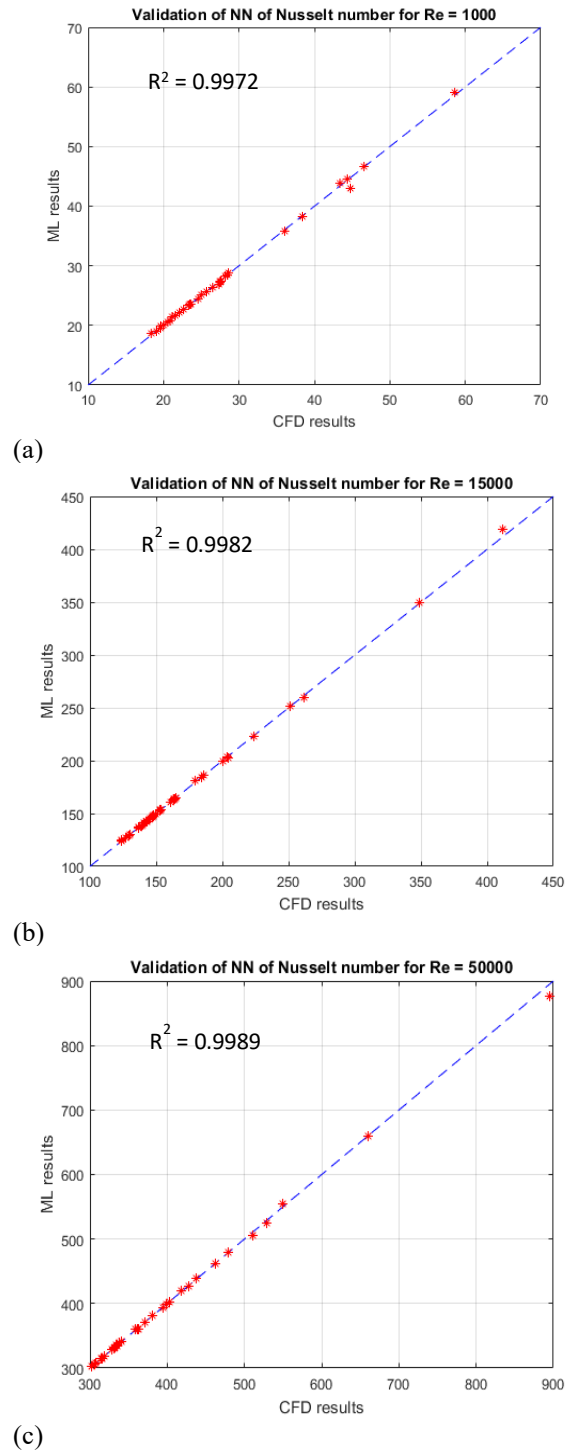 Validation of NN of Nusselt number for Re = 1000
R² = 0.9972
ML results
70
60
50
40
30
20
10
10 20 30 40 50 60 70
CFD results
(a)
Validation of NN of Nusselt number for Re = 15000
R² = 0.9982
ML results
450
400
350
300
250
200
150
100
100 150 200 250 300 350 400 450
CFD results
(b)
Validation of NN of Nusselt number for Re = 50000
R² = 0.9989
ML results
900
800
700
600
500
400
300
300 400 500 600 700 800 900
CFD results
(c)